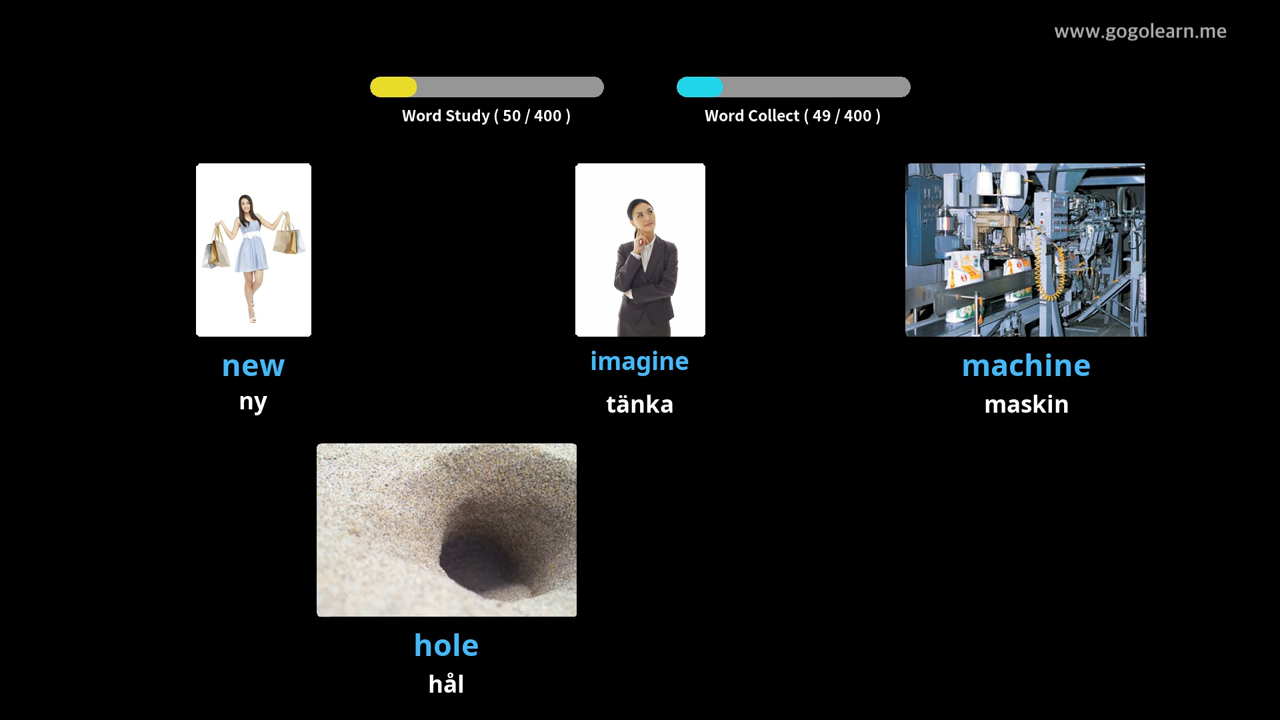 www.gogolearn.me
Word Study ( 50 / 400 )
Word Collect ( 49 / 400 )
new
ny
imagine
tänka
machine
maskin
hole
hål